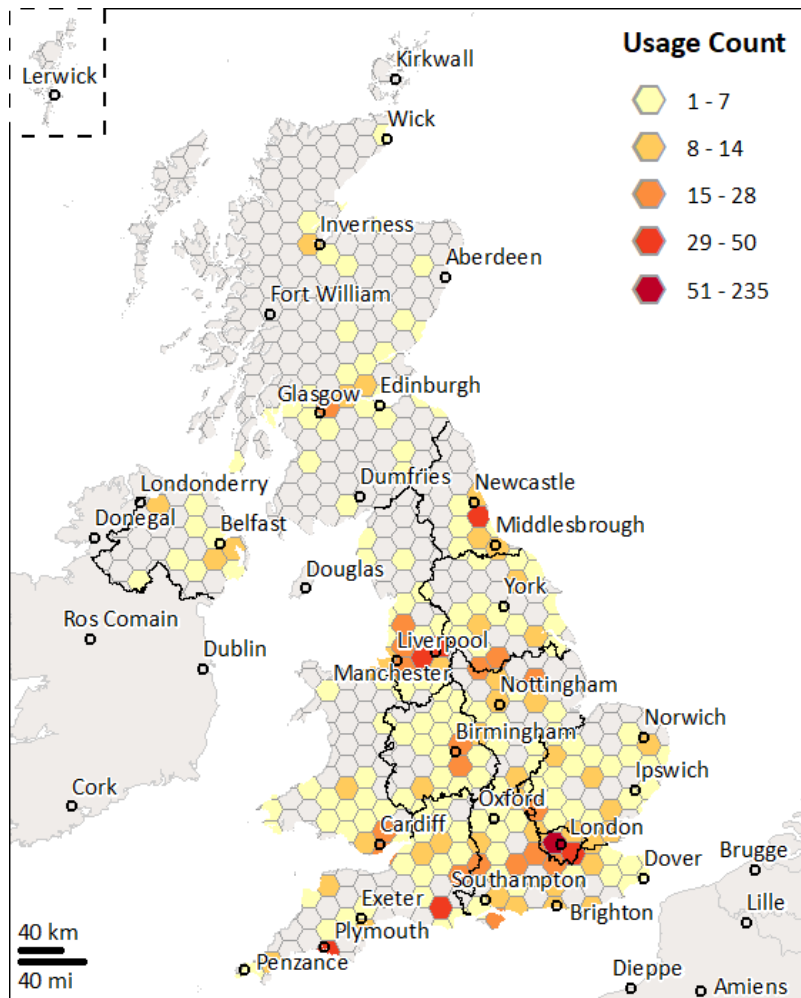 Usage Count
1 - 7
8 - 14
15 - 28
29 - 50
51 - 235
Lerwick
Kirkwall
Wick
Inverness
Aberdeen
Fort William
Glasgow
Edinburgh
Londonderry
Dumfries
Newcastle
Donegal
Belfast
Middlesbrough
Douglas
York
Ros Comain
Dublin
Liverpool
Manchester
Nottingham
Birmingham
Norwich
Cork
Ipswich
Oxford
Cardiff
London
Dover
Brugge
Southampton
Exeter
Brighton
Lille
Plymouth
40 km
40 mi
Penzance
Dieppe
Amiens